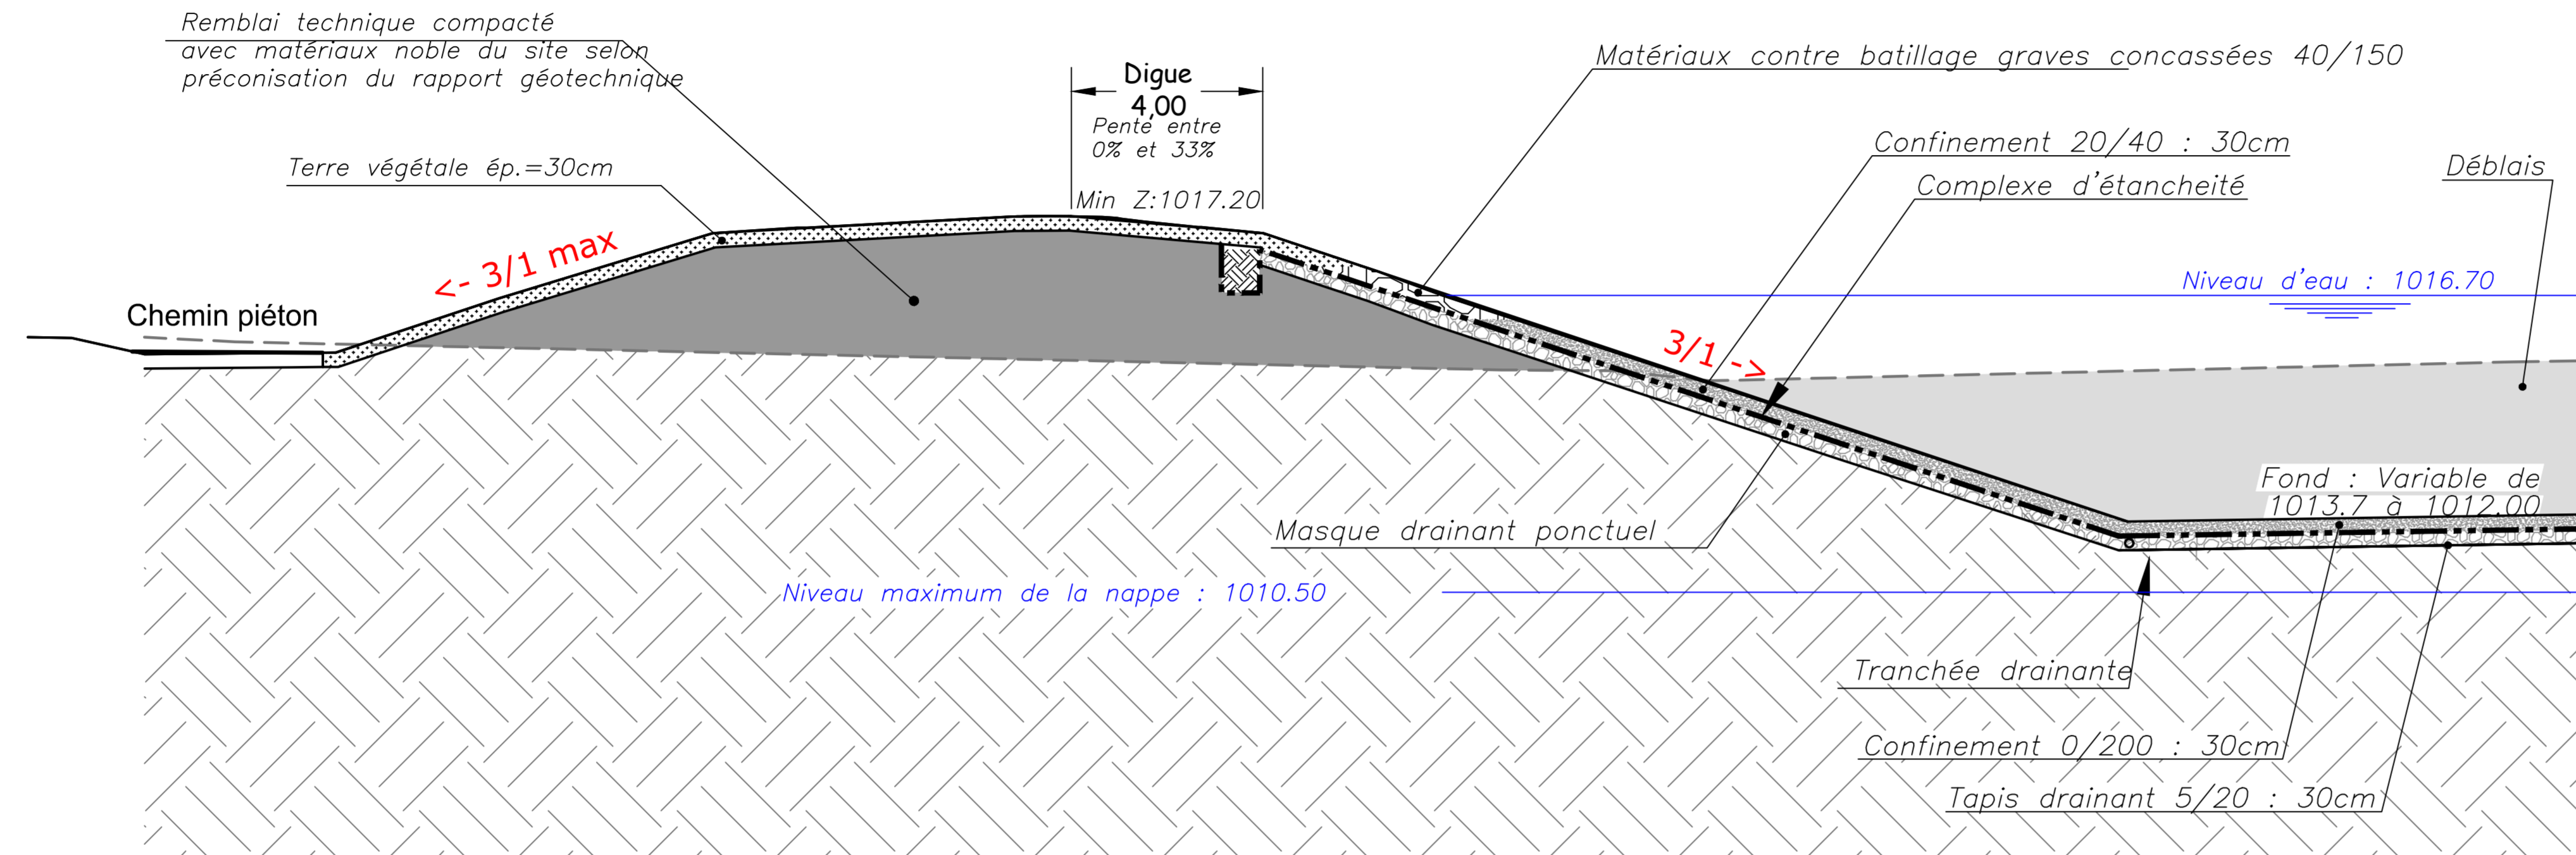 Remblai technique compacté
avec matériaux noble du site selon
préconisation du rapport géotechnique
Matériaux contre batillage graves concassées 40/150
Digue
4,00
Pente entre
0% et 33%
Min Z:1017.20
Confinement 20/40 : 30cm
Complexe d'étancheité
Déblais
Terre végétale ép.=30cm
<- 3/1 max
Chemin piéton
Niveau d'eau : 1016.70
3/1 ->
Fond : Variable de
1013.7 à 1012.00
Masque drainant ponctuel
Niveau maximum de la nappe : 1010.50
Tranchée drainante
Confinement 0/200 : 30cm
Tapis drainant 5/20 : 30cm